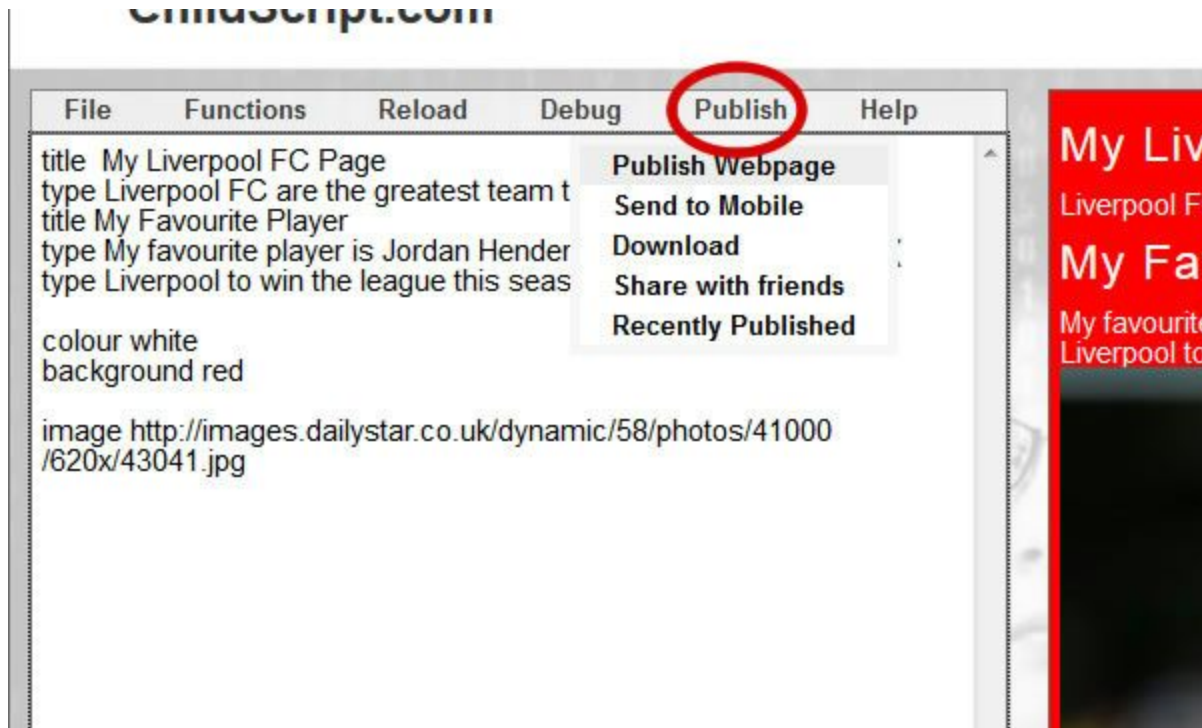 ChildScript.com
File Functions Reload Debug Publish Help
title My Liverpool FC Page
type Liverpool FC are the greatest team t
title My Favourite Player
type My favourite player is Jordan Hender
type Liverpool to win the league this seas
colour white
background red
image http://images.dailystar.co.uk/dynamic/58/photos/41000
/620x/43041.jpg
Publish Webpage
Send to Mobile
Download
Share with friends
Recently Published
My Liv
Liverpool F
My Fa
My favourite
Liverpool to